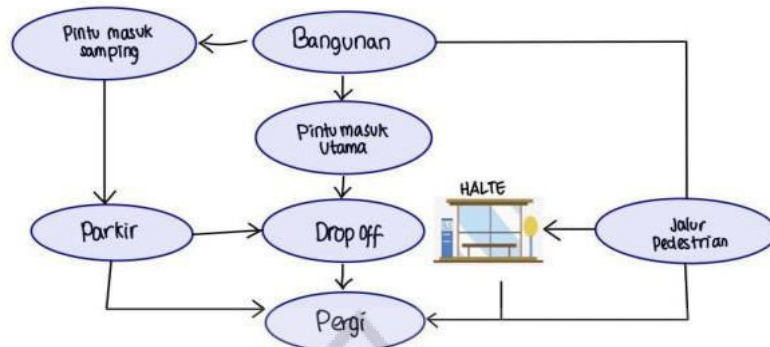 Pintu masuk
samping
Bangunan
Pintu masuk
Utama
HALTE
Parkir
Drop off
Jalur
Pedestrian
Pergi